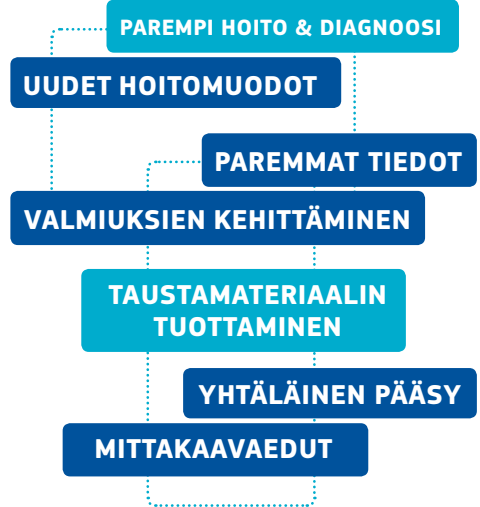 PAREMPI HOITO & DIAGNOOSI
UUDET HOITOMUODOT
PAREMMAT TIEDOT
VALMIUKSIEN KEHITTÄMINEN
TAUSTAMATERIAALIN
TUOTTAMINEN
YHTÄLÄINEN PÄÄSY
MITTAKAAVAEDUT